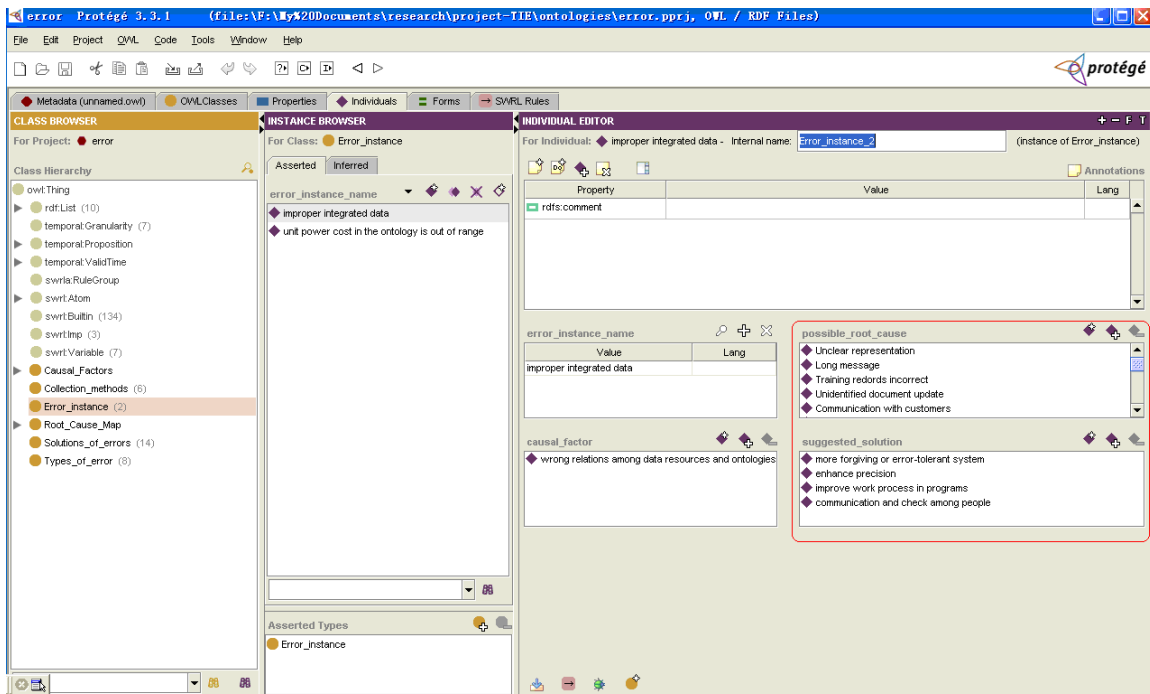 error Protégé 3.3.1 (file:\F:\My%20Documents\research\project-TIE\ontologies\error.pprj, OWL / RDF Files)
File Edit Project OWL Code Tools Window Help
protégé
Metadata (unnamed.owl) OWLClasses Properties Individuals Forms SWRL Rules
CLASS BROWSER
For Project: error
Class Hierarchy
owl:Thing
rdf:List (10)
temporal:Granularity (7)
temporal:Proposition
temporal:ValidTime
swrla:RuleGroup
swrl:Atom
swrl:Builtin (134)
swrl:Imp (3)
swrl:Variable (7)
Causal_Factors
Collection_methods (6)
Error_instance (2)
Root_Cause_Map
Solutions_of_errors (14)
Types_of_error (8)
INSTANCE BROWSER
For Class: Error_instance
Asserted Inferred
error_instance_name
improper integrated data
unit power cost in the ontology is out of range
Asserted Types
Error_instance
INDIVIDUAL EDITOR + - F T
For Individual: improper integrated data - Internal name: Error_instance_2 (instance of Error_instance)
Annotations
Property Value Lang
rdfs:comment
error_instance_name
Value Lang
improper integrated data
possible_root_cause
Unclear representation
Long message
Training redords incorrect
Unidentified document update
Communication with customers
causal_factor
wrong relations among data resources and ontologies
suggested_solution
more forgiving or error-tolerant system
enhance precision
improve work process in programs
communication and check among people